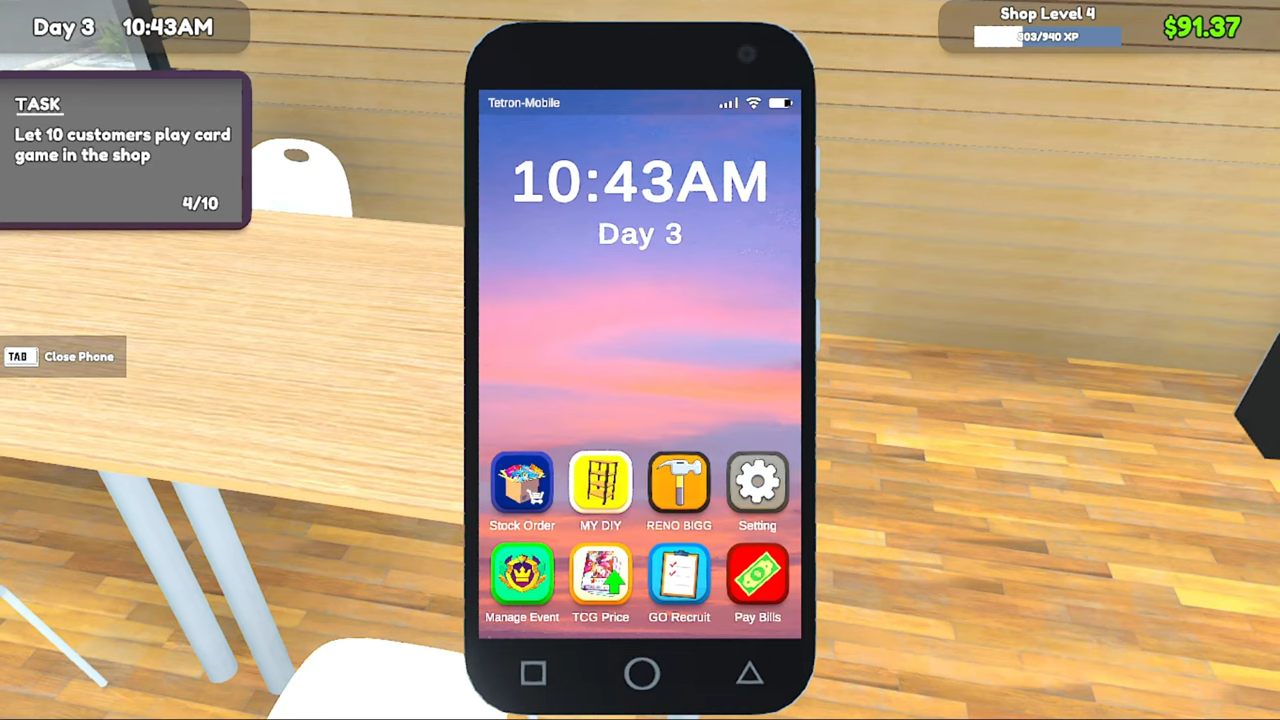 Day 3 10:43AM
Shop Level 4
$91.37
303/940 XP
TASK
Let 10 customers play card
game in the shop
4/10
TAB Close Phone
Tetron-Mobile
10:43AM
Day 3
Stock Order MY DIY RENO BIGG Setting
Manage Event TCG Price GO Recruit Pay Bills